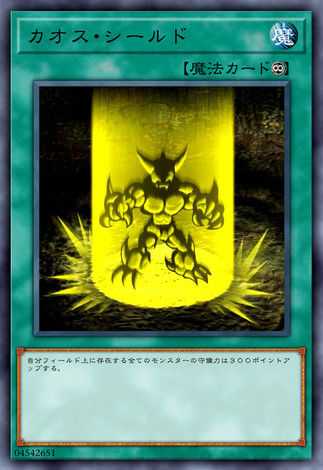 カオス・シールド
魔
【魔法カード♾】
自分フィールド上に存在する全てのモンスターの守備力は３００ポイントア
ップする。
04542651